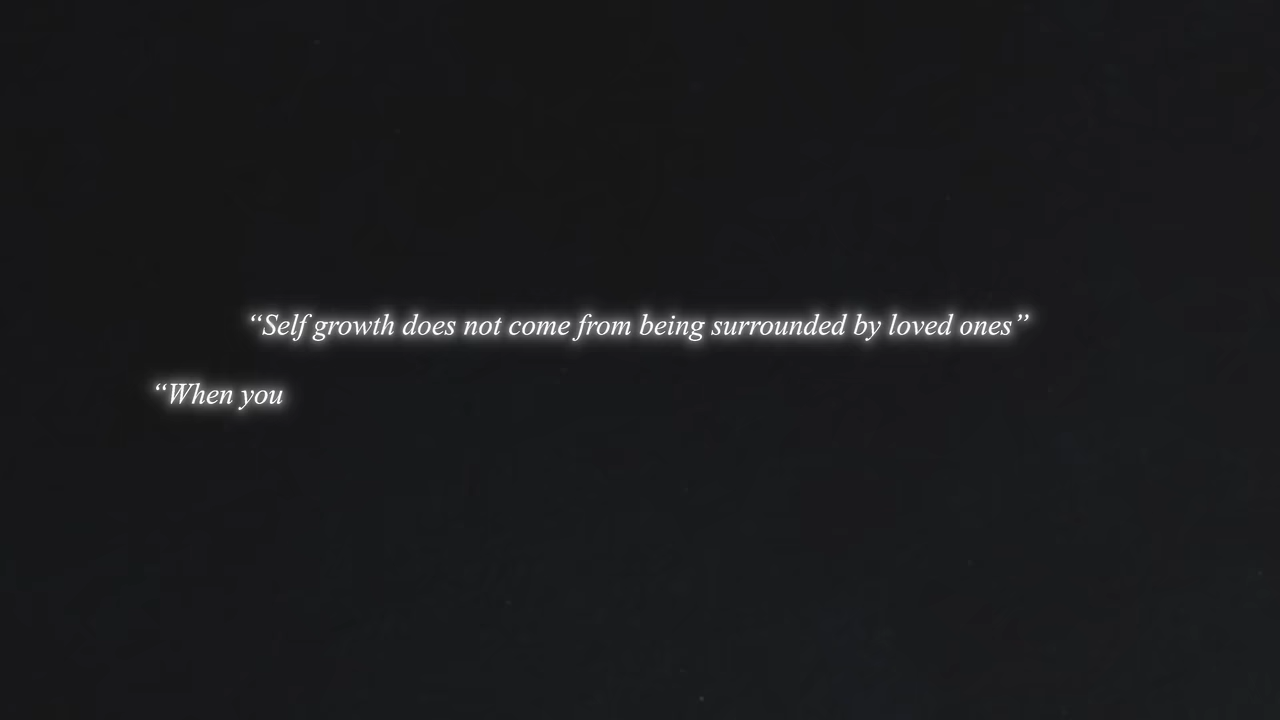 “Self growth does not come from being surrounded by loved ones”
“When you